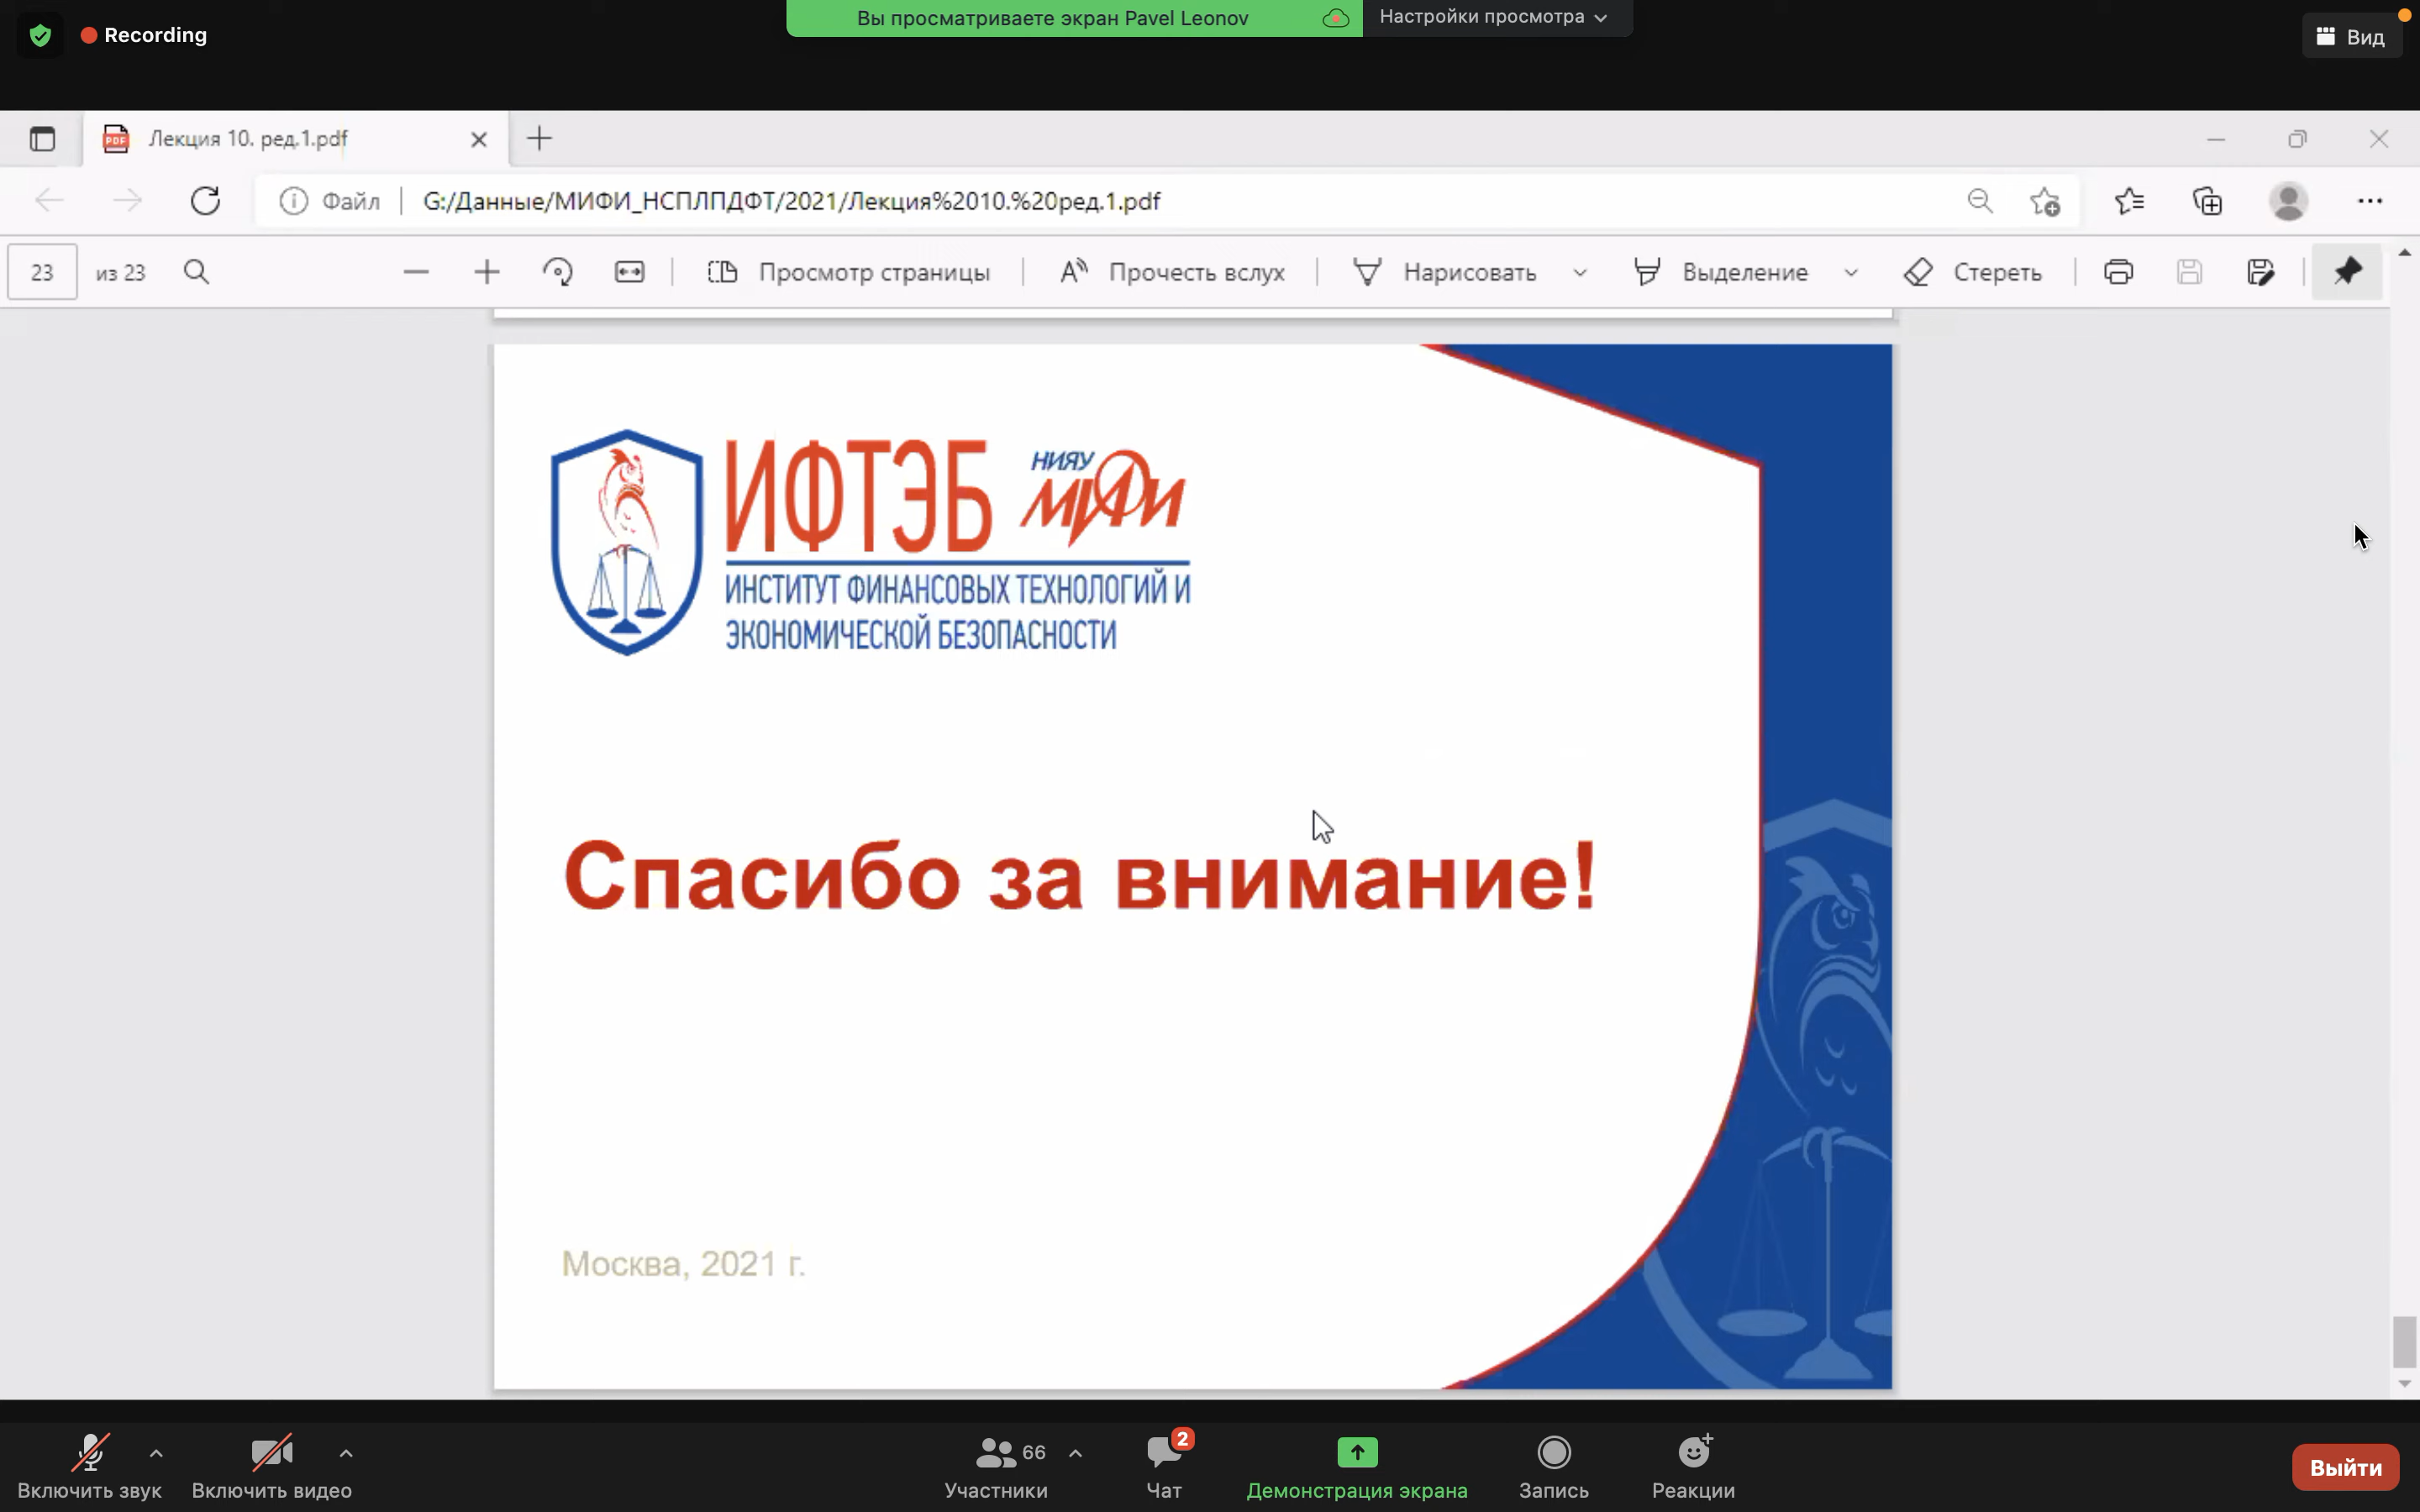 Recording
Вы просматриваете экран Pavel Leonov
Настройки просмотра
Вид
PDF
Лекция 10. ред.1.pdf
Файл
G:/Данные/МИФИ_НСПЛПДФТ/2021/Лекция%2010.%20ред.1.pdf
23 из 23
Просмотр страницы
Прочесть вслух
Нарисовать
Выделение
Стереть
ИФТЭБ
НИЯУ
МИФИ
ИНСТИТУТ ФИНАНСОВЫХ ТЕХНОЛОГИЙ И
ЭКОНОМИЧЕСКОЙ БЕЗОПАСНОСТИ
Спасибо за внимание!
Москва, 2021 г.
Включить звук
Включить видео
66
Участники
2
Чат
Демонстрация экрана
Запись
Реакции
Выйти